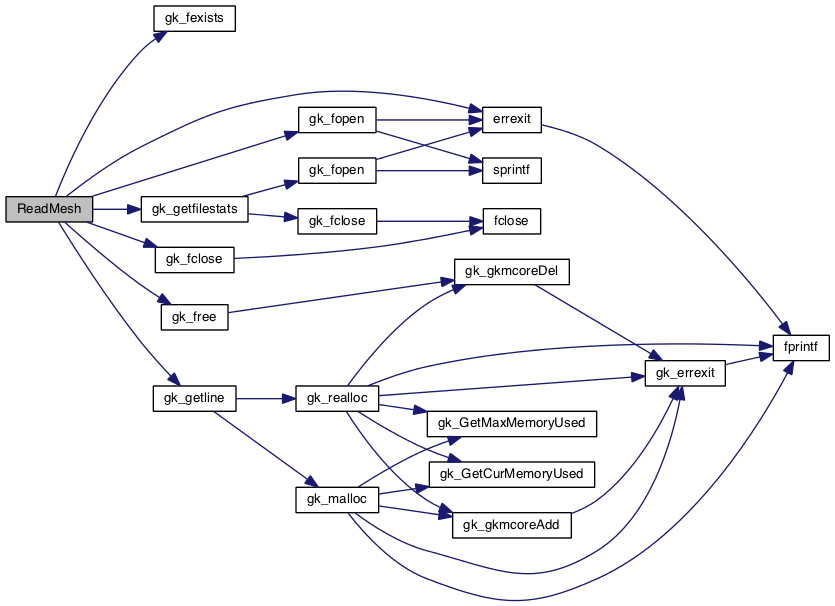 gk_fexists
gk_fopen
errexit
gk_fopen
sprintf
ReadMesh
gk_getfilestats
gk_fclose
fclose
gk_fclose
gk_gkmcoreDel
gk_free
fprintf
gk_errexit
gk_getline
gk_realloc
gk_GetMaxMemoryUsed
gk_GetCurMemoryUsed
gk_malloc
gk_gkmcoreAdd